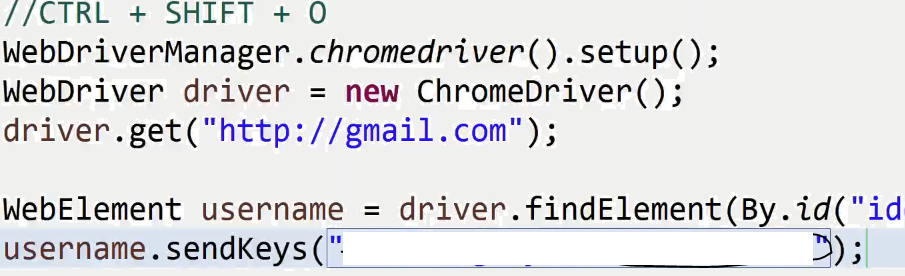 //CTRL + SHIFT + O
WebDriverManager.chromedriver().setup();
WebDriver driver = new ChromeDriver();
driver.get("http://gmail.com");
WebElement username = driver.findElement(By.id("id
username.sendKeys("");